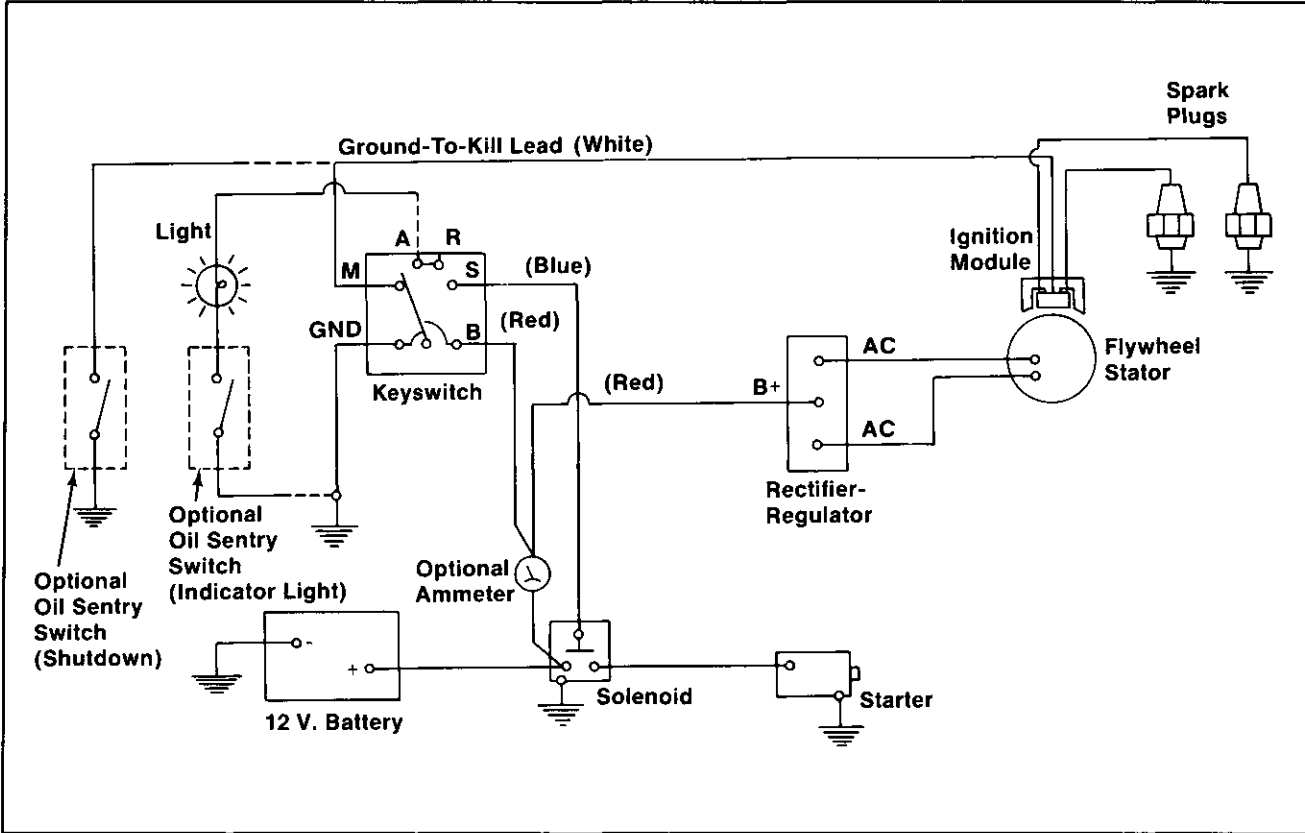 Spark
Plugs
Ground-To-Kill Lead (White)
Light
A
R
M
S
(Blue)
Ignition
Module
GND
B
(Red)
Keyswitch
(Red)
B+
AC
AC
Flywheel
Stator
Rectifier-
Regulator
Optional
Oil Sentry
Switch
(Indicator Light)
Optional
Oil Sentry
Switch
(Shutdown)
Optional
Ammeter
-
+
12 V. Battery
Solenoid
Starter